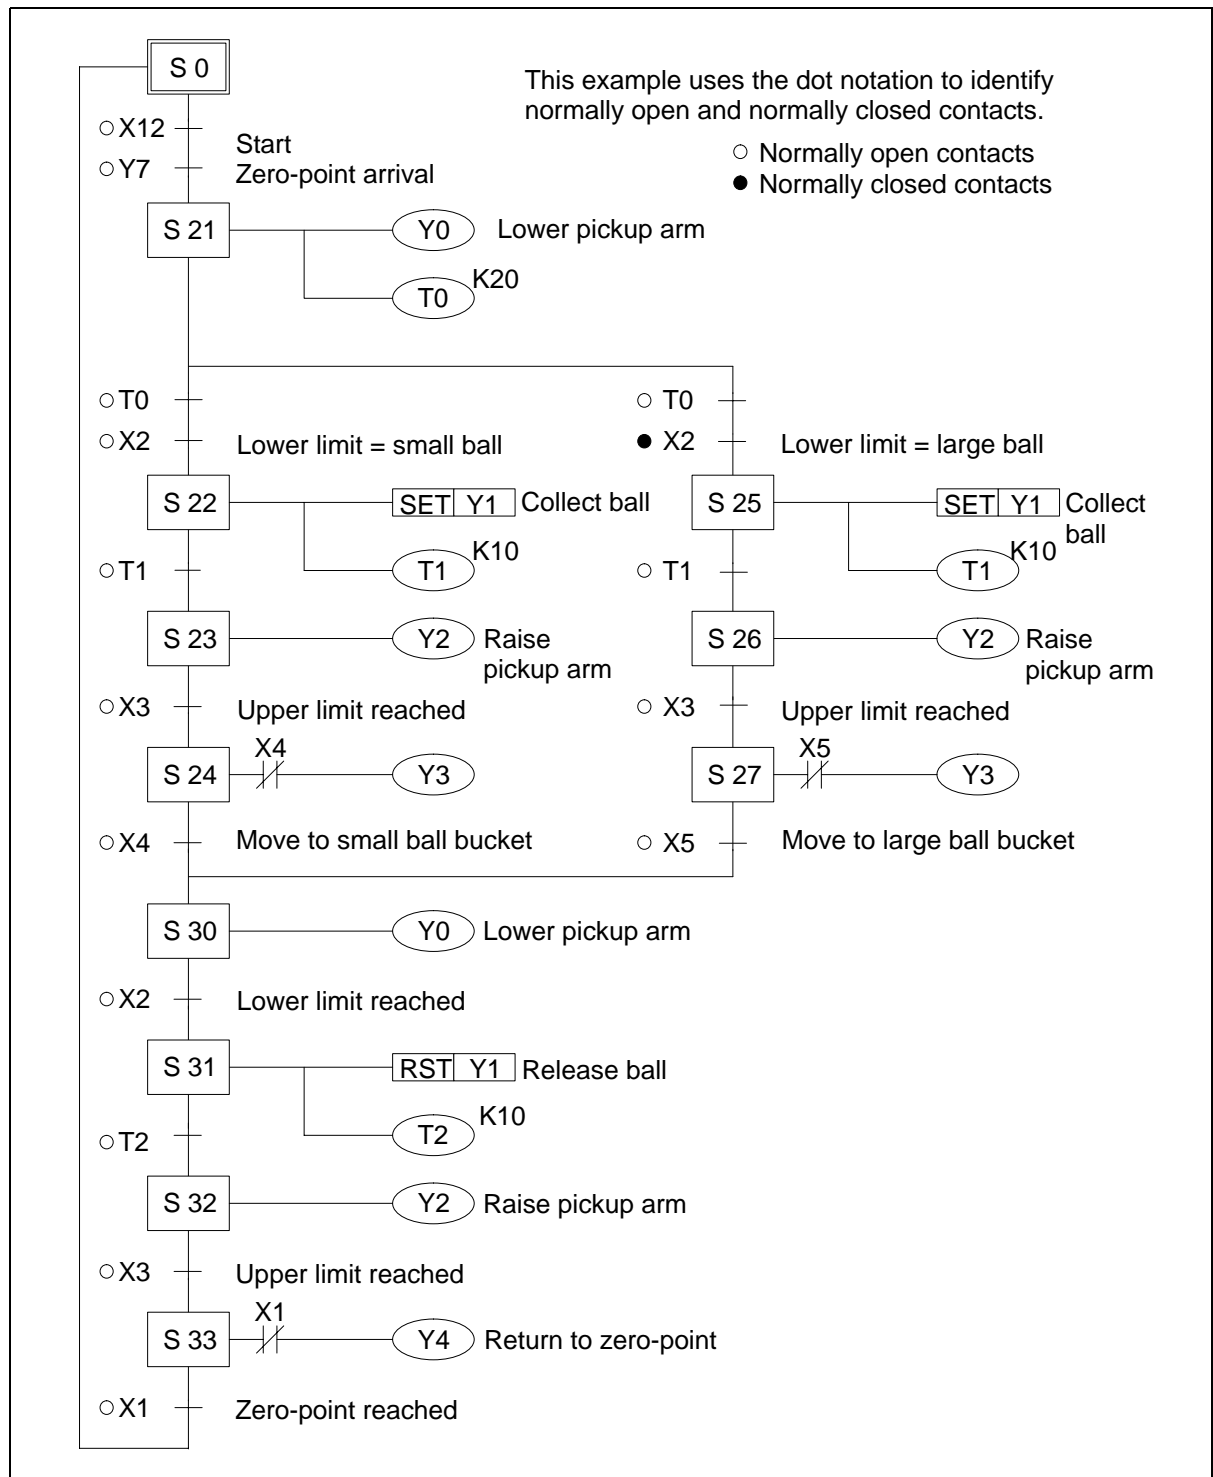 S 0
This example uses the dot notation to identify
normally open and normally closed contacts.
○ Normally open contacts
● Normally closed contacts
○ X12
Start
○ Y7
Zero-point arrival
S 21
Y0
Lower pickup arm
T0
K20
○ T0
○ T0
○ X2
Lower limit = small ball
● X2
Lower limit = large ball
S 22
SET Y1
Collect ball
S 25
SET Y1
Collect
ball
T1
K10
T1
K10
○ T1
○ T1
S 23
Y2
Raise
pickup arm
S 26
Y2
Raise
pickup arm
○ X3
Upper limit reached
○ X3
Upper limit reached
S 24
X4
Y3
S 27
X5
Y3
○ X4
Move to small ball bucket
○ X5
Move to large ball bucket
S 30
Y0
Lower pickup arm
○ X2
Lower limit reached
S 31
RST Y1
Release ball
T2
K10
○ T2
S 32
Y2
Raise pickup arm
○ X3
Upper limit reached
S 33
X1
Y4
Return to zero-point
○ X1
Zero-point reached